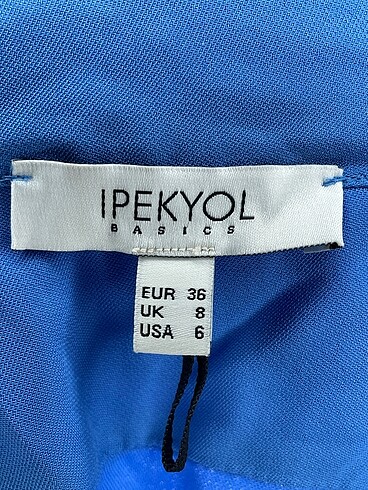 IPEKYOL
BASICS
EUR 36
UK 8
USA 6